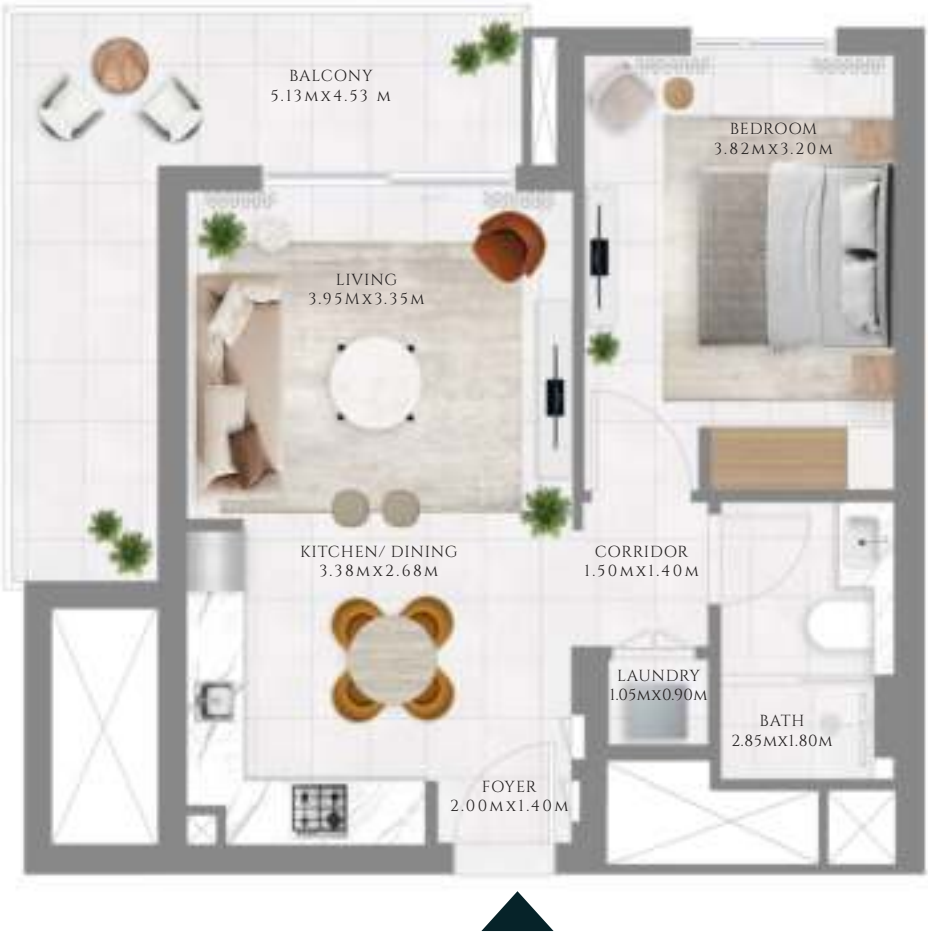 BALCONY
5.13MX4.53 M
BEDROOM
3.82MX3.20M
LIVING
3.95MX3.35M
KITCHEN/ DINING
3.38MX2.68M
CORRIDOR
1.50MX1.40M
LAUNDRY
1.05MX0.90M
BATH
2.85MX1.80M
FOYER
2.00MX1.40M